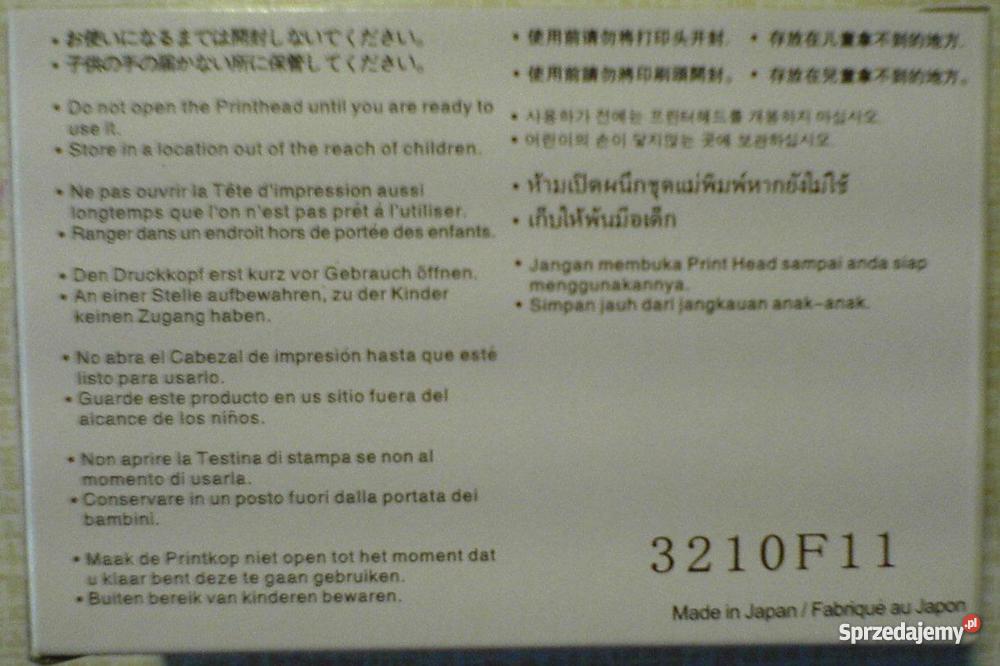 • お使いになるまでは開封しないでください。
• 子供の手の届かない所に保管してください。
• Do not open the Printhead until you are ready to
use it.
• Store in a location out of the reach of children.
• Ne pas ouvrir la Tête d'impression aussi
longtemps que l'on n'est pas prêt à l'utiliser.
• Ranger dans un endroit hors de portée des enfants.
• Den Druckkopf erst kurz vor Gebrauch öffnen.
• An einer Stelle aufbewahren, zu der Kinder
keinen Zugang haben.
• No abra el Cabezal de impresión hasta que esté
listo para usarlo.
• Guarde este producto en us sitio fuera del
alcance de los niños.
• Non aprire la Testina di stampa se non al
momento di usarla.
• Conservare in un posto fuori dalla portata dei
bambini.
• Maak de Printkop niet open tot het moment dat
u klaar bent deze te gaan gebruiken.
• Buiten bereik van kinderen bewaren.
• 使用前请勿将打印头开封. • 存放在儿童拿不到的地方.
• 使用前請勿將印刷頭開封。 • 存放在兒童拿不到的地方。
• 사용하기 전에는 프린터헤드를 개봉하지 마십시오.
• 어린이의 손이 닿지않는 곳에 보관하십시오.
• ห้ามเปิดผนึกชุดแม่พิมพ์หากยังไม่ใช้
• เก็บให้พ้นมือเด็ก
• Jangan membuka Print Head sampai anda siap
menggunakannya.
• Simpan jauh dari jangkauan anak-anak.
3210F11
Made in Japan / Fabriqué au Japon
Sprzedajemy.pl